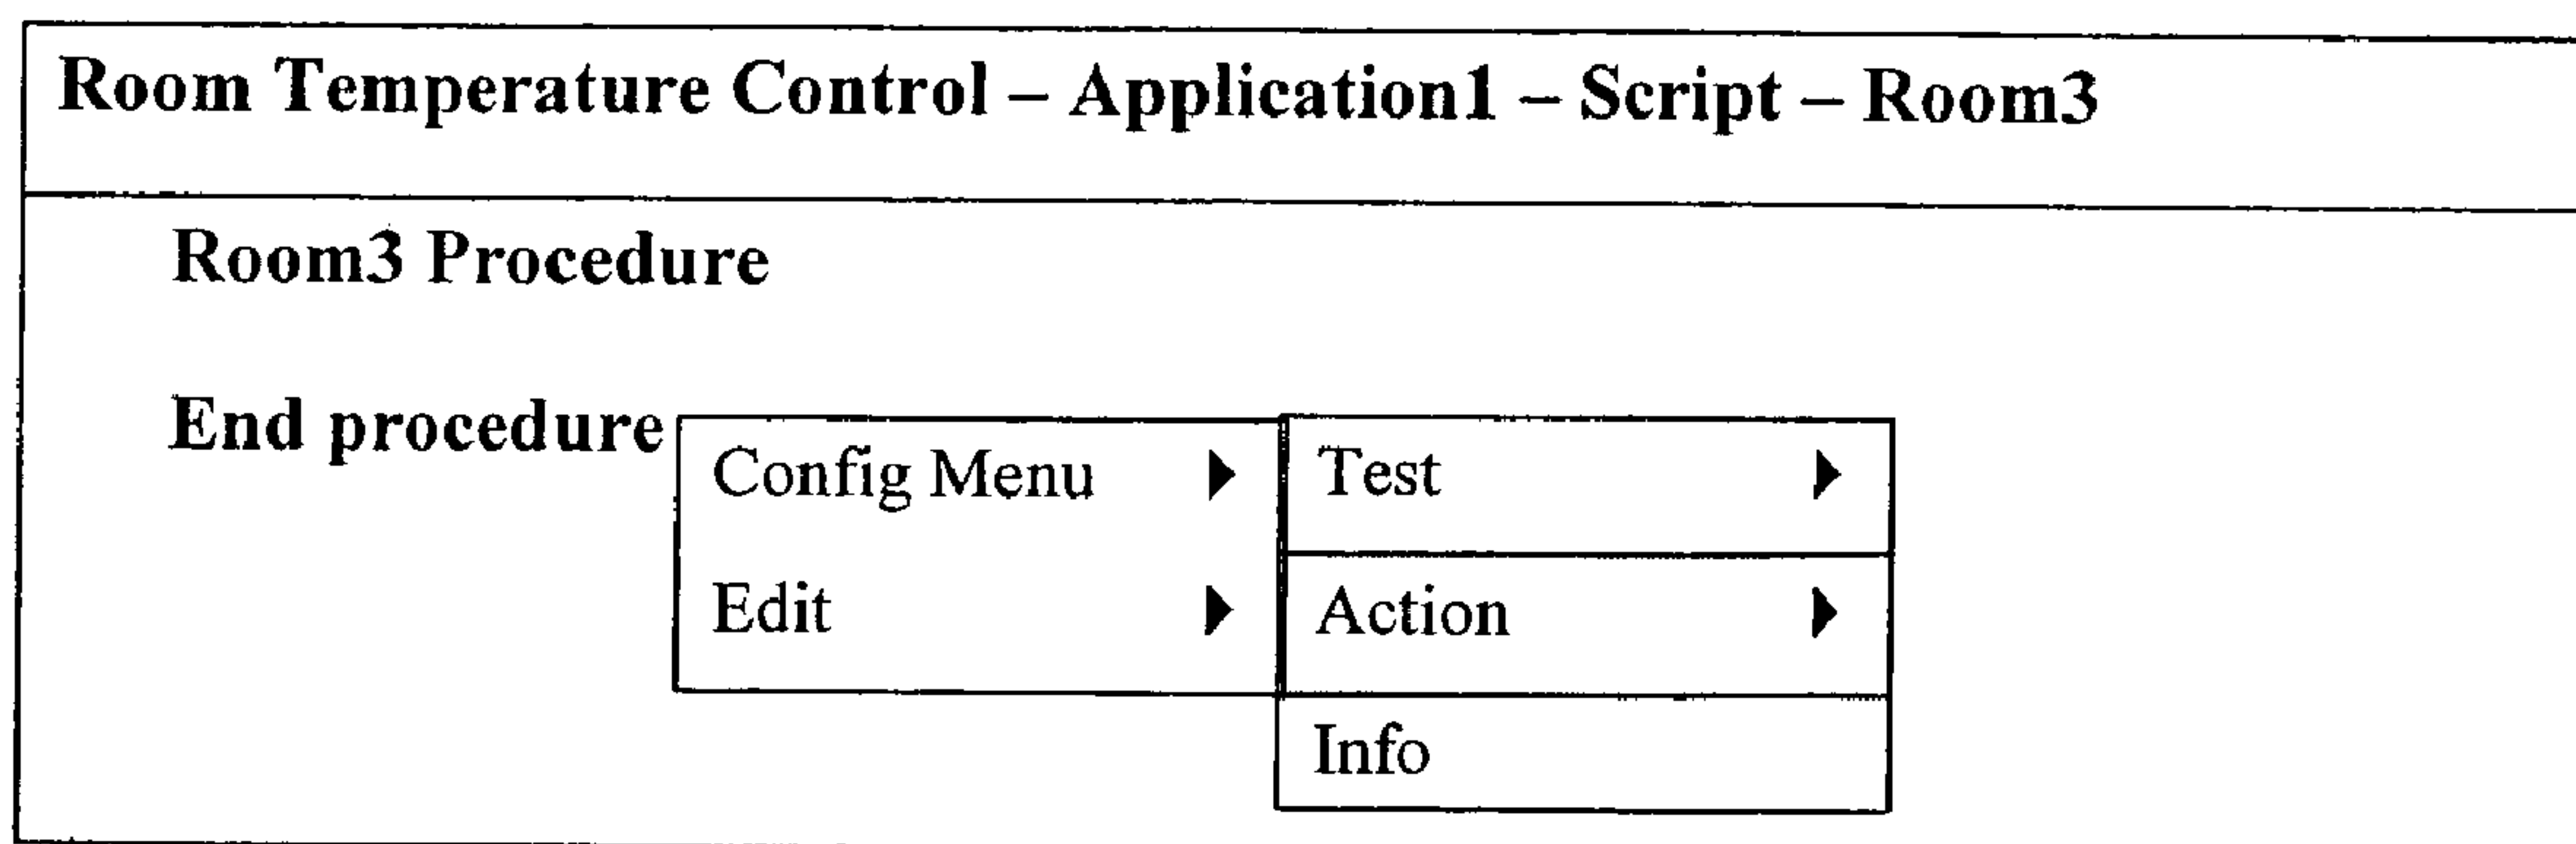 Room Temperature Control – Application1 – Script – Room3
Room3 Procedure
End procedure
Config Menu
Edit
Test
Action
Info